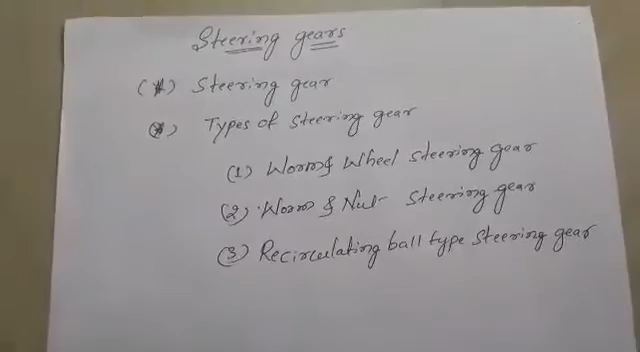 Steering gears
(*) Steering gear
(*) Types of Steering gear
(1) Worm & Wheel Steering gear
(2) Worm & Nut Steering gear
(3) Recirculating ball type Steering gear